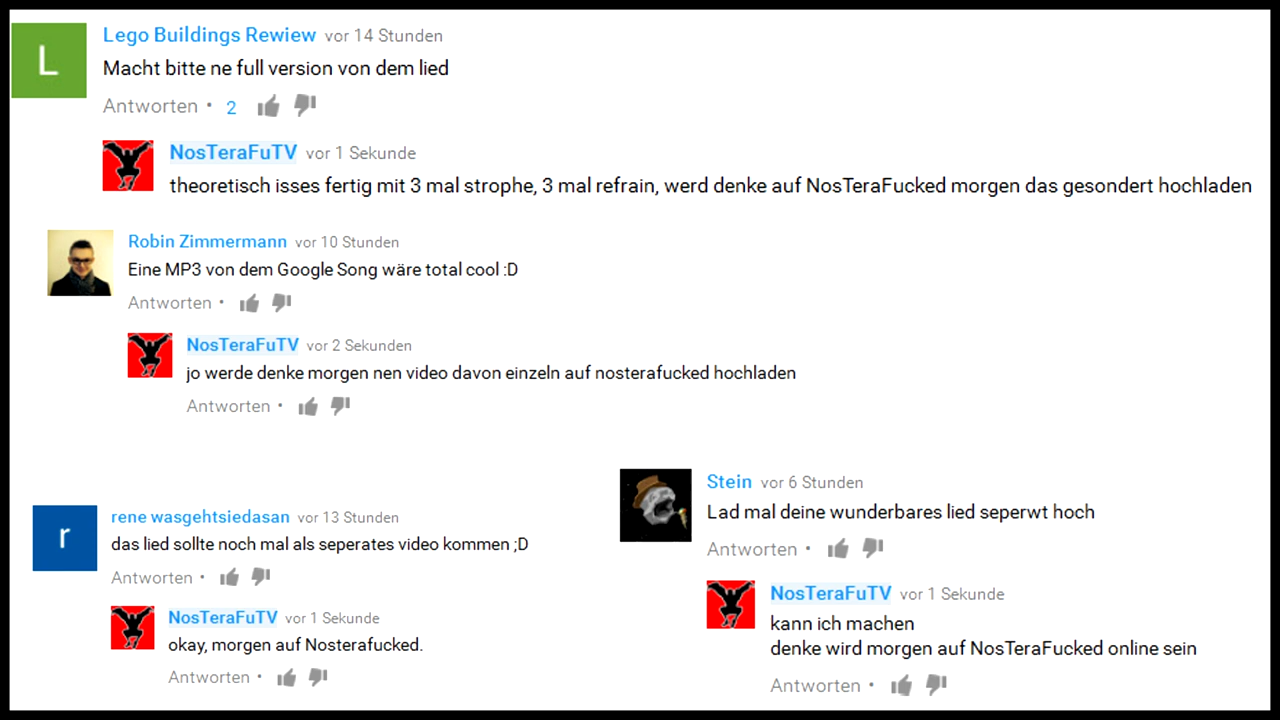 L
Lego Buildings Rewiew vor 14 Stunden
Macht bitte ne full version von dem lied
Antworten • 2
NosTeraFuTV vor 1 Sekunde
theoretisch isses fertig mit 3 mal strophe, 3 mal refrain, werd denke auf NosTeraFucked morgen das gesondert hochladen
Robin Zimmermann vor 10 Stunden
Eine MP3 von dem Google Song wäre total cool :D
Antworten •
NosTeraFuTV vor 2 Sekunden
jo werde denke morgen nen video davon einzeln auf nosterafucked hochladen
Antworten •
r
rene wasgehtsiedasan vor 13 Stunden
das lied sollte noch mal als seperates video kommen ;D
Antworten •
NosTeraFuTV vor 1 Sekunde
okay, morgen auf Nosterafucked.
Antworten •
Stein vor 6 Stunden
Lad mal deine wunderbares lied seperwt hoch
Antworten •
NosTeraFuTV vor 1 Sekunde
kann ich machen
denke wird morgen auf NosTeraFucked online sein
Antworten •